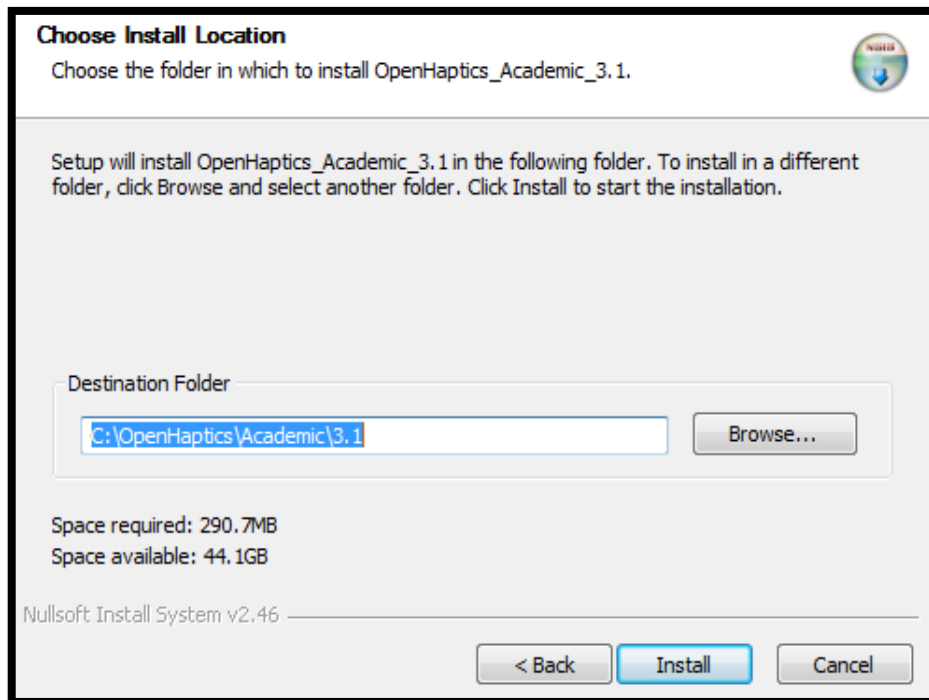 Choose Install Location
Choose the folder in which to install OpenHaptics_Academic_3.1.
Setup will install OpenHaptics_Academic_3.1 in the following folder. To install in a different
folder, click Browse and select another folder. Click Install to start the installation.
Destination Folder
C:\OpenHaptics\Academic\3.1
Browse...
Space required: 290.7MB
Space available: 44.1GB
Nullsoft Install System v2.46
< Back
Install
Cancel